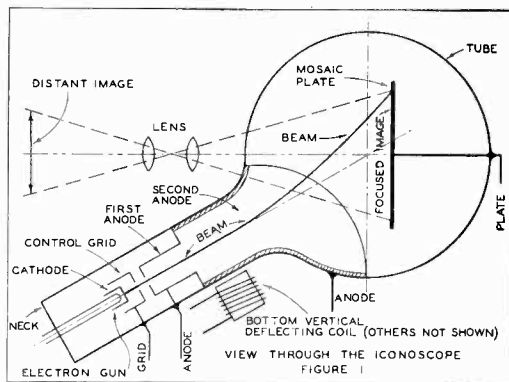 TUBE
MOSAIC
PLATE
DISTANT IMAGE
LENS
BEAM
FOCUSED IMAGE
SECOND
ANODE
FIRST
ANODE
PLATE
CONTROL GRID
BEAM
CATHODE
NECK
ANODE
BOTTOM VERTICAL
DEFLECTING COIL (OTHERS NOT SHOWN)
ELECTRON GUN
GRID
ANODE
VIEW THROUGH THE ICONOSCOPE
FIGURE 1